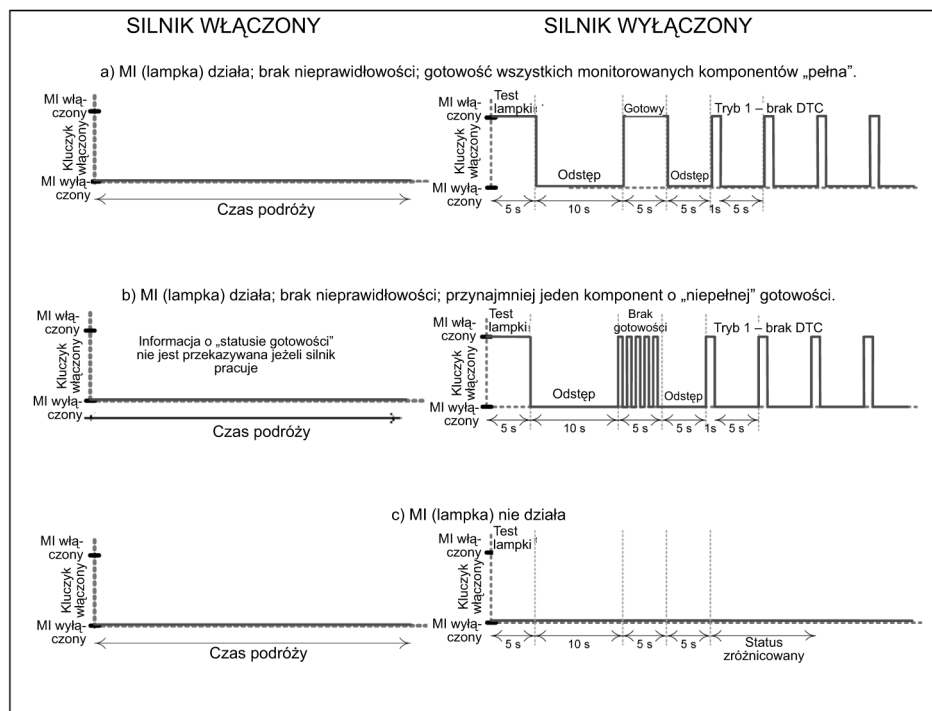 SILNIK WŁĄCZONY
SILNIK WYŁĄCZONY
a) MI (lampka) działa; brak nieprawidłowości; gotowość wszystkich monitorowanych komponentów „pełna”.
MI włą-
czony
Kluczyk
włączony
MI wyłą-
czony
Czas podróży
MI włą-
czony
Kluczyk
włączony
MI wyłą-
czony
Test
lampki
Odstęp
Gotowy
Odstęp
Tryb 1 – brak DTC
5 s
10 s
5 s
5 s
1s
5 s
b) MI (lampka) działa; brak nieprawidłowości; przynajmniej jeden komponent o „niepełnej” gotowości.
MI włą-
czony
Kluczyk
włączony
MI wyłą-
czony
Informacja o „statusie gotowości”
nie jest przekazywana jeżeli silnik
pracuje
Czas podróży
MI włą-
czony
Kluczyk
włączony
MI wyłą-
czony
Test
lampki
Odstęp
Brak
gotowości
Odstęp
Tryb 1 – brak DTC
5 s
10 s
5 s
5 s
1s
5 s
c) MI (lampka) nie działa
MI włą-
czony
Kluczyk
włączony
MI wyłą-
czony
Czas podróży
MI włą-
czony
Kluczyk
włączony
MI wyłą-
czony
Test
lampki
5 s
10 s
5 s
5 s
Status
zróżnicowany